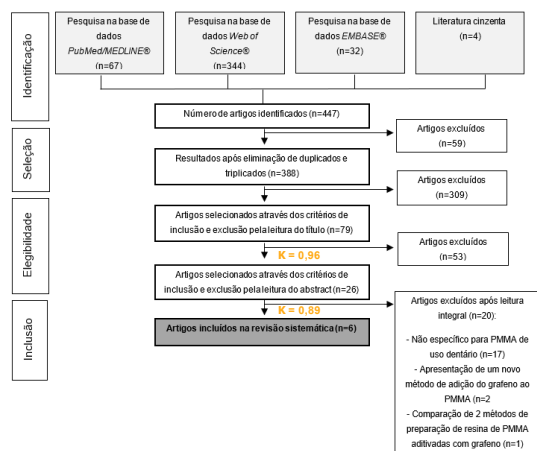 Identificação
Pesquisa na base de
dados
PubMed/MEDLINE®
(n=67)
Pesquisa na base de
dados Web of
Science®
(n=344)
Pesquisa na base de
dados EMBASE®
(n=32)
Literatura cinzenta
(n=4)
Número de artigos identificados (n=447)
Artigos excluídos
(n=59)
Seleção
Resultados após eliminação de duplicados e
triplicados (n=388)
Artigos excluídos
(n=309)
Elegibilidade
Artigos selecionados através dos critérios de
inclusão e exclusão pela leitura do título (n=79)
K = 0,96
Artigos excluídos
(n=53)
Artigos selecionados através dos critérios de
inclusão e exclusão pela leitura do abstract (n=26)
K = 0,89
Inclusão
Artigos incluídos na revisão sistemática (n=6)
Artigos excluídos após leitura
integral (n=20):
- Não específico para PMMA de
uso dentário (n=17)
- Apresentação de um novo
método de adição do grafeno ao
PMMA (n=2
- Comparação de 2 métodos de
preparação de resina de PMMA
aditivadas com grafeno (n=1)